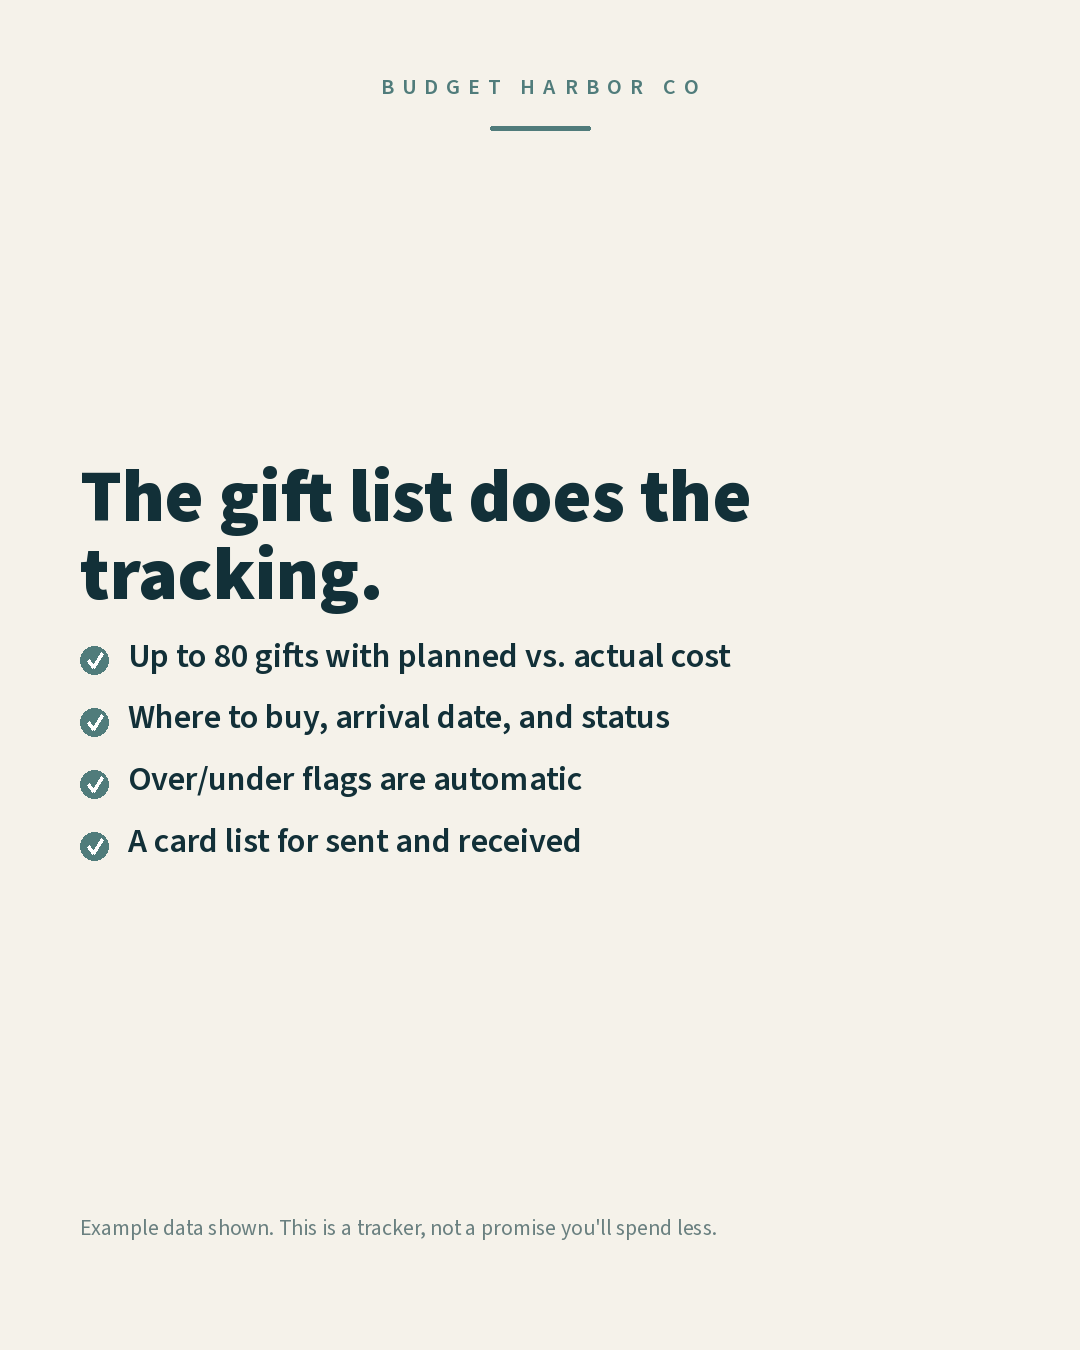 BUDGET HARBOR CO
The gift list does the
tracking.
Up to 80 gifts with planned vs. actual cost
Where to buy, arrival date, and status
Over/under flags are automatic
A card list for sent and received
Example data shown. This is a tracker, not a promise you'll spend less.